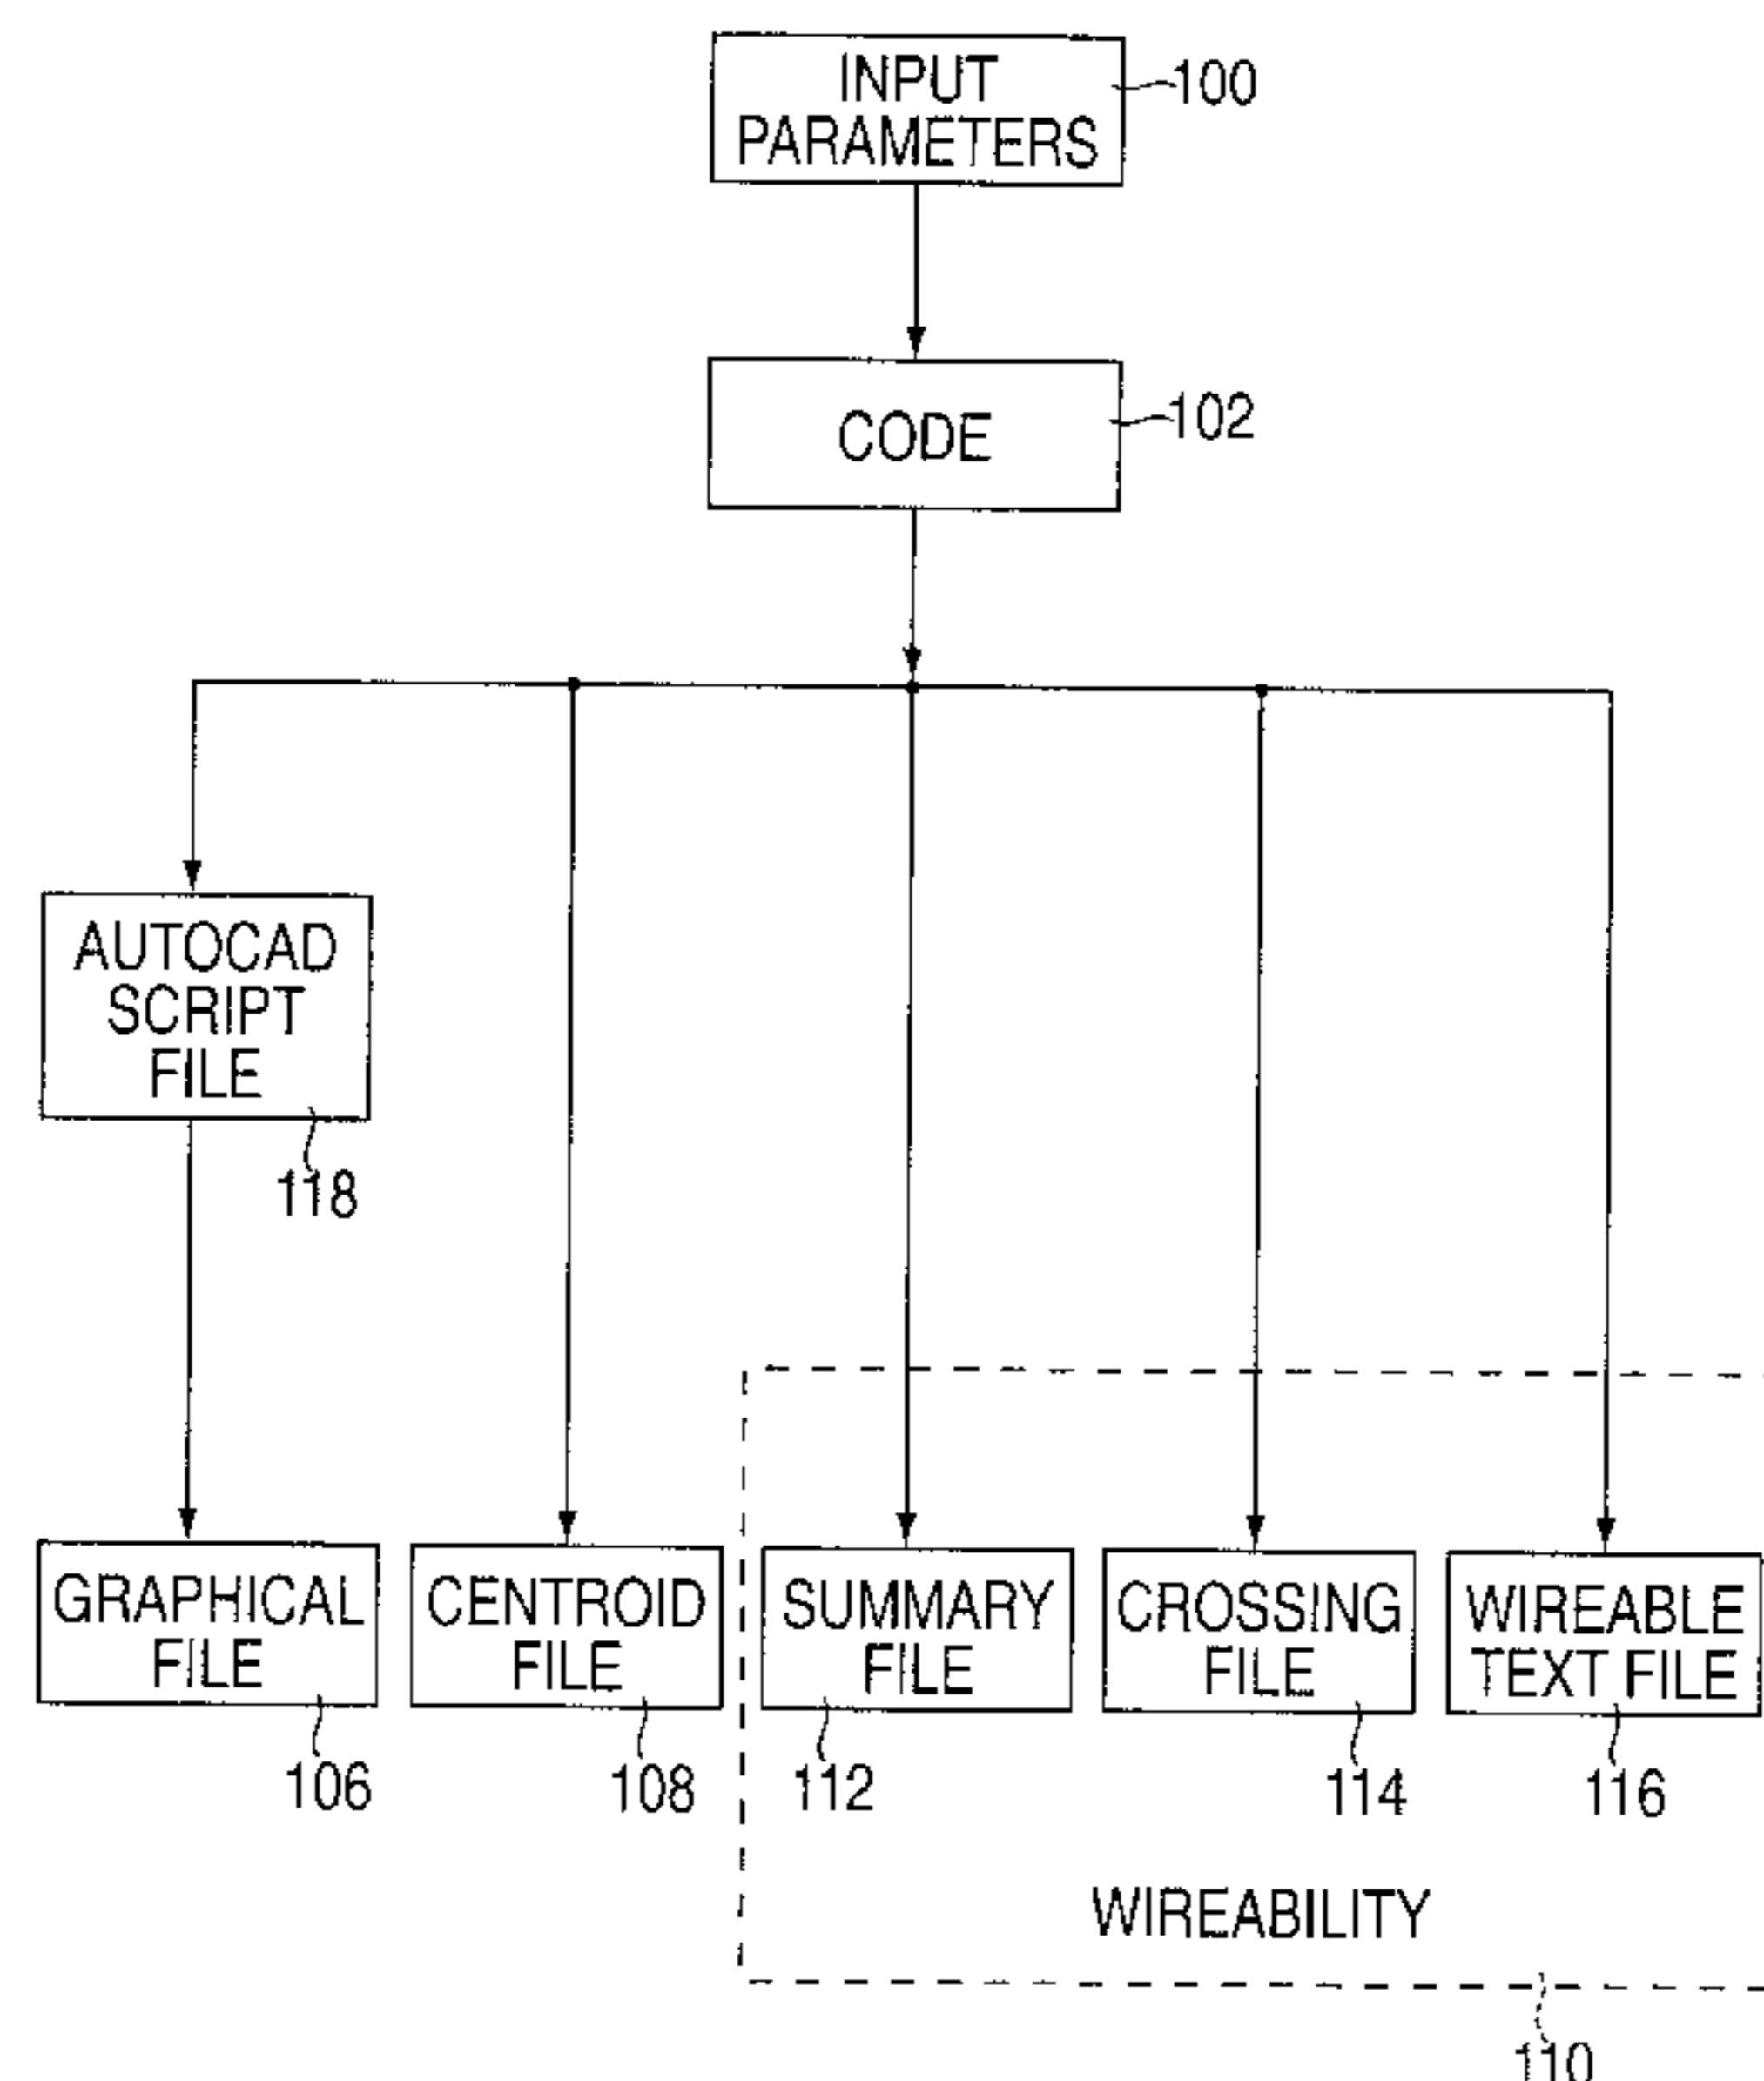 INPUT
PARAMETERS
100
CODE
102
AUTOCAD
SCRIPT
FILE
118
GRAPHICAL
FILE
106
CENTROID
FILE
108
SUMMARY
FILE
112
CROSSING
FILE
114
WIREABLE
TEXT FILE
116
WIREABILITY
110